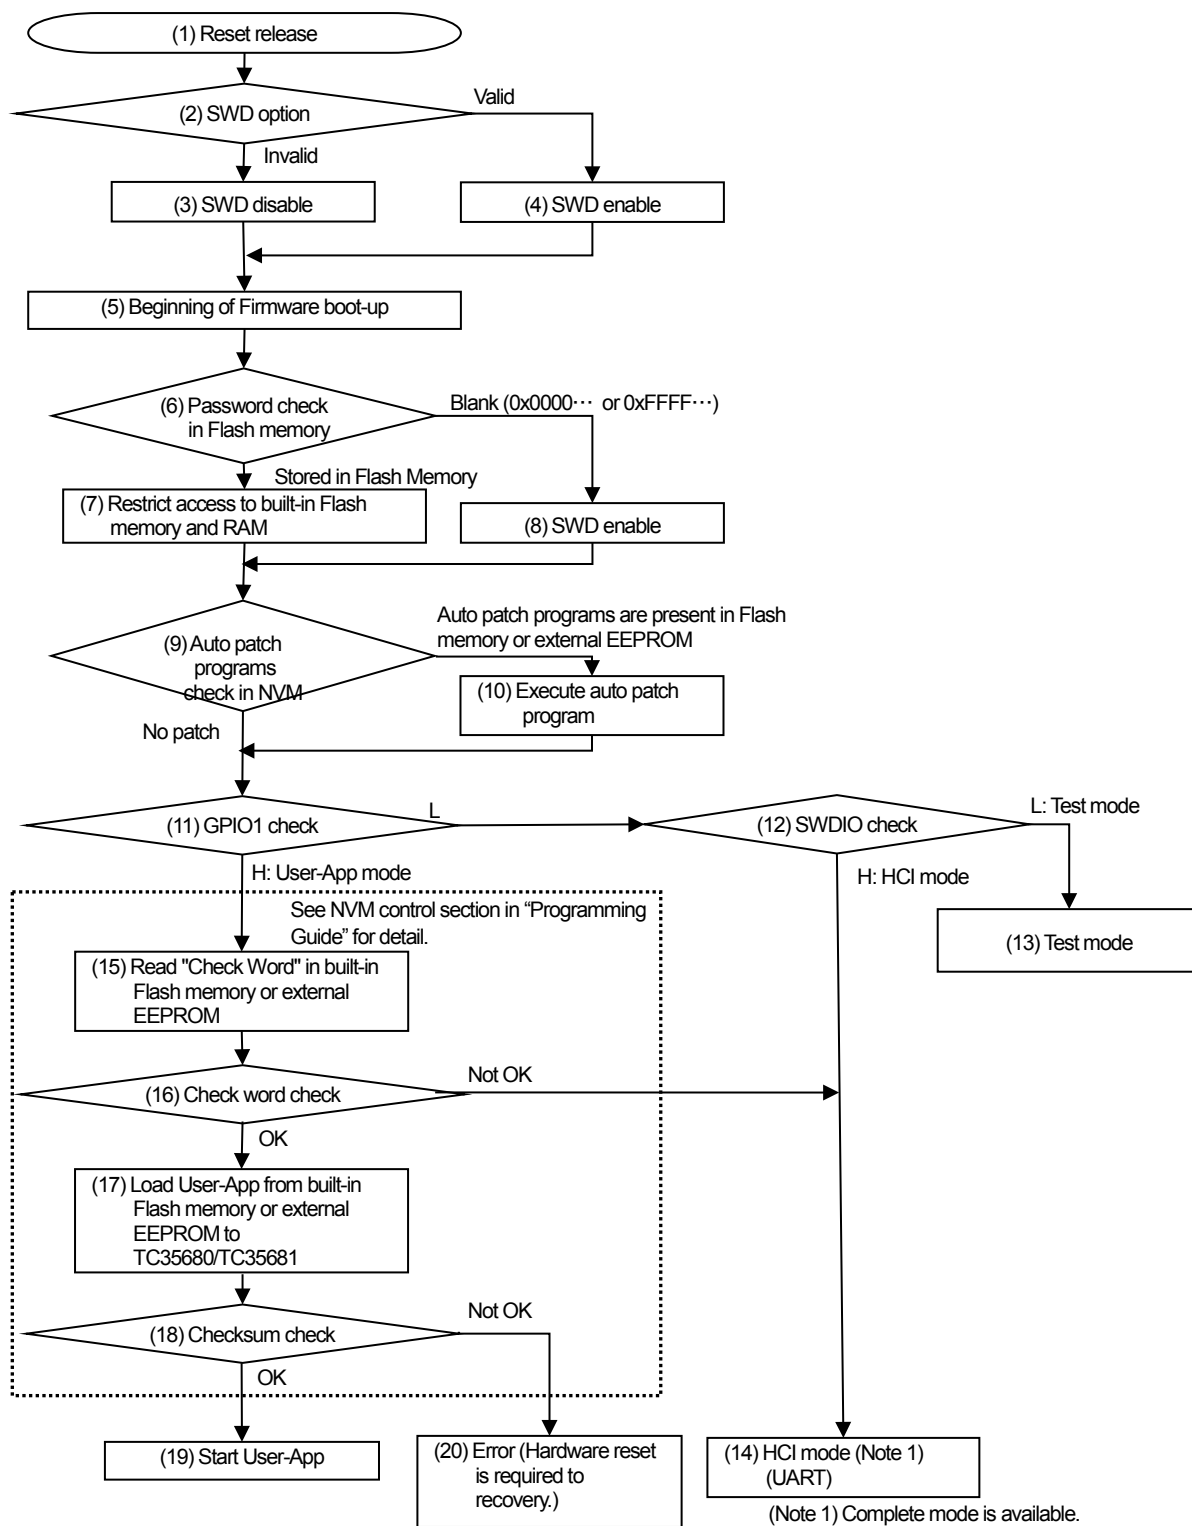 (1) Reset release
Valid
(2) SWD option
Invalid
(3) SWD disable
(4) SWD enable
(5) Beginning of Firmware boot-up
(6) Password check
in Flash memory
Blank (0x0000⋯ or 0xFFFF⋯)
Stored in Flash Memory
(7) Restrict access to built-in Flash
memory and RAM
(8) SWD enable
Auto patch programs are present in Flash
memory or external EEPROM
(9) Auto patch
programs
check in NVM
(10) Execute auto patch
program
No patch
(11) GPIO1 check
L
(12) SWDIO check
L: Test mode
H: User-App mode
H: HCI mode
See NVM control section in “Programming
Guide” for detail.
(13) Test mode
(15) Read "Check Word" in built-in
Flash memory or external
EEPROM
(16) Check word check
Not OK
OK
(17) Load User-App from built-in
Flash memory or external
EEPROM to
TC35680/TC35681
Not OK
(18) Checksum check
OK
(19) Start User-App
(20) Error (Hardware reset
is required to
recovery.)
(14) HCI mode (Note 1)
(UART)
(Note 1) Complete mode is available.